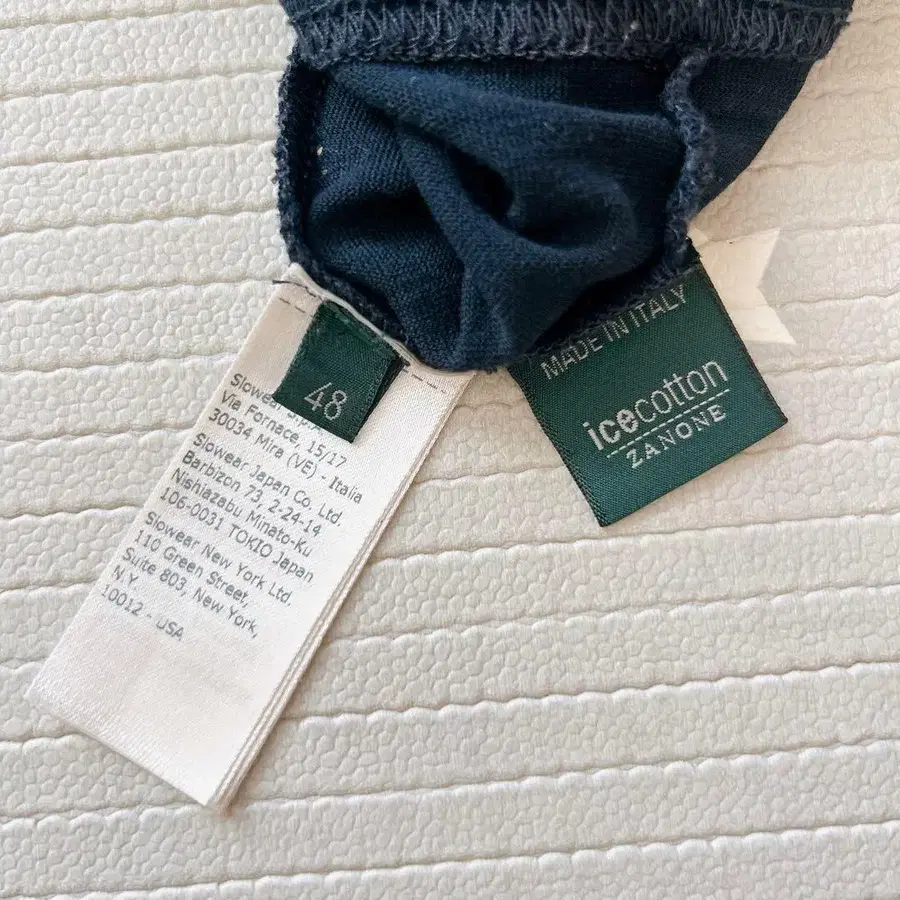 48
Slowear S.p.A.
Via Fornace, 15/17
30034 Mira (VE) - Italia
Slowear Japan Co. Ltd.
Barbizon 73, 2-24-14
Nishiazabu Minato-Ku
106-0031 TOKIO Japan
Slowear New York Ltd.
110 Green Street,
Suite 803, New York,
N.Y.
10012 - USA
MADE IN ITALY
icecotton
ZANONE